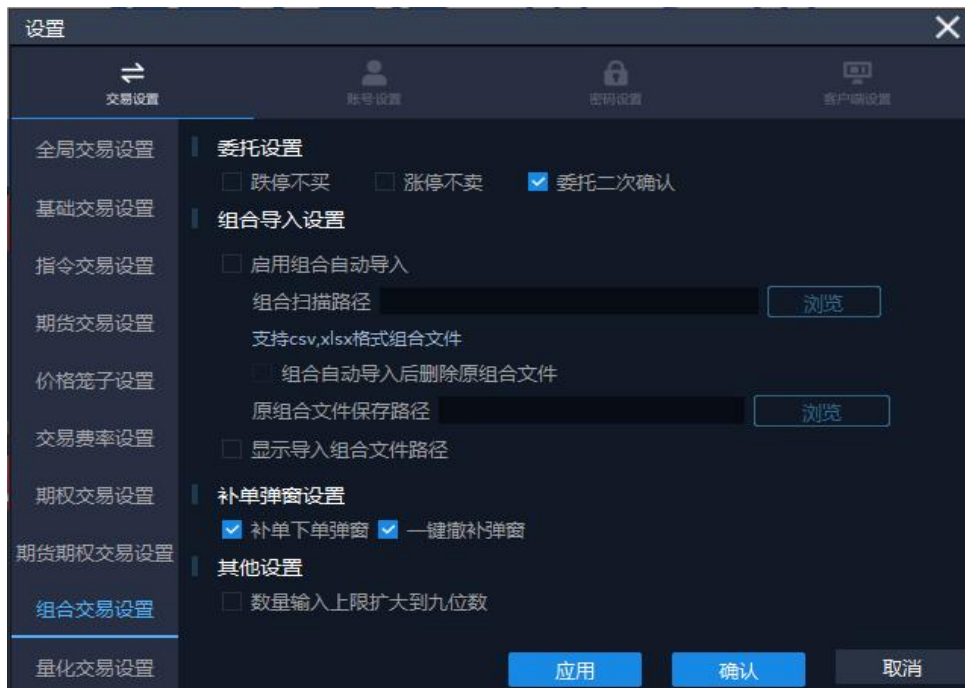 设置
交易设置 账号设置 密码设置 客户端设置
全局交易设置
基础交易设置
指令交易设置
期货交易设置
价格笼子设置
交易费率设置
期权交易设置
期货期权交易设置
组合交易设置
量化交易设置
委托设置
跌停不买 涨停不卖 委托二次确认
组合导入设置
启用组合自动导入
组合扫描路径 浏览
支持csv,xlsx格式组合文件
组合自动导入后删除原组合文件
原组合文件保存路径 浏览
显示导入组合文件路径
补单弹窗设置
补单下单弹窗 一键撤补弹窗
其他设置
数量输入上限扩大到九位数
应用 确认 取消